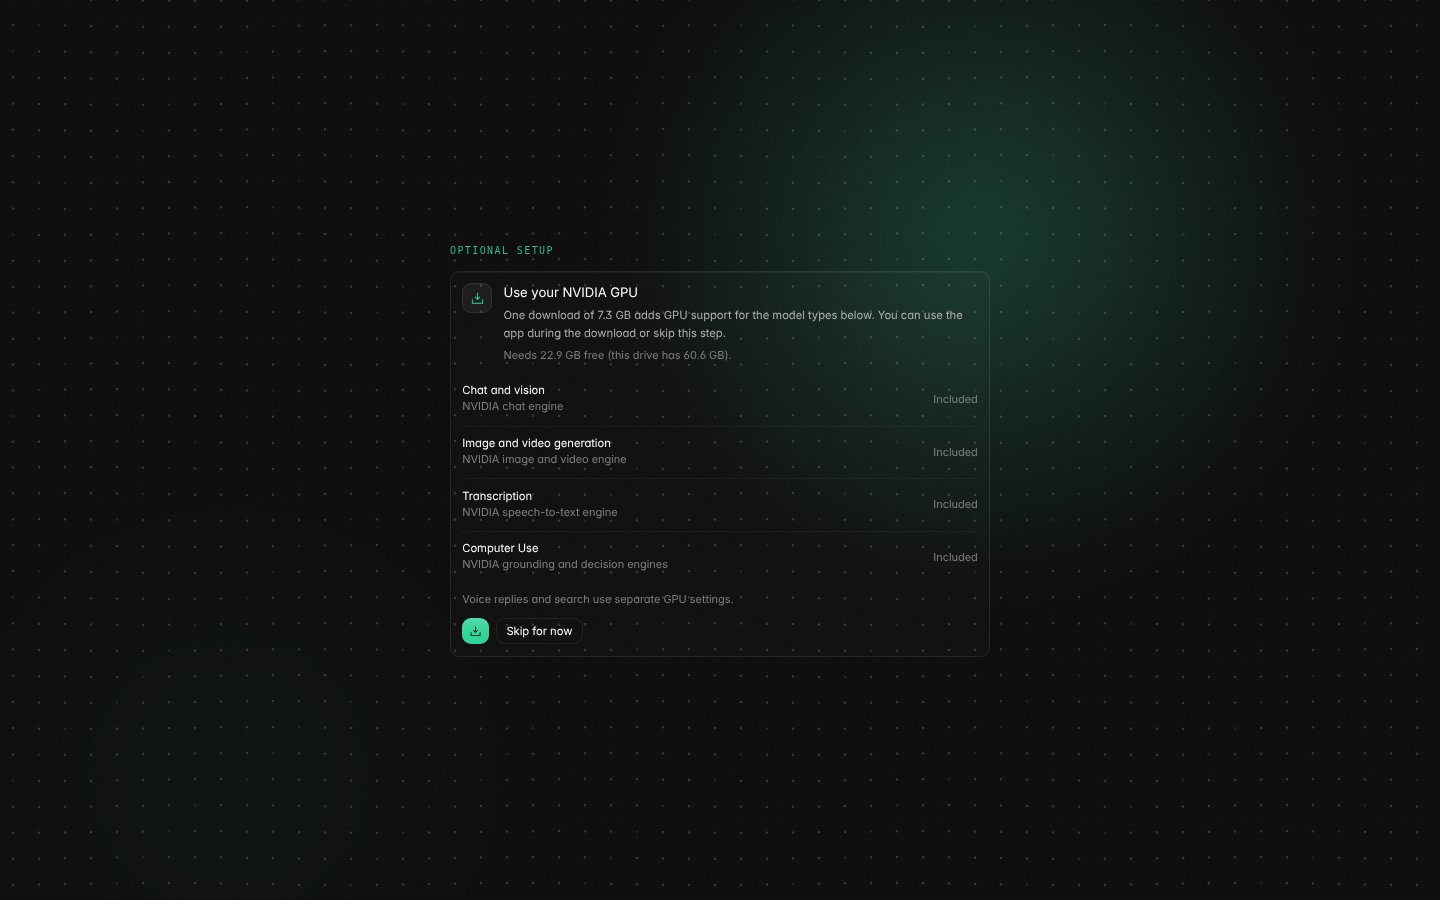 OPTIONAL SETUP
Use your NVIDIA GPU
One download of 7.3 GB adds GPU support for the model types below. You can use the
app during the download or skip this step.
Needs 22.9 GB free (this drive has 60.6 GB).
Chat and vision
NVIDIA chat engine
Included
Image and video generation
NVIDIA image and video engine
Included
Transcription
NVIDIA speech-to-text engine
Included
Computer Use
NVIDIA grounding and decision engines
Included
Voice replies and search use separate GPU settings.
Skip for now